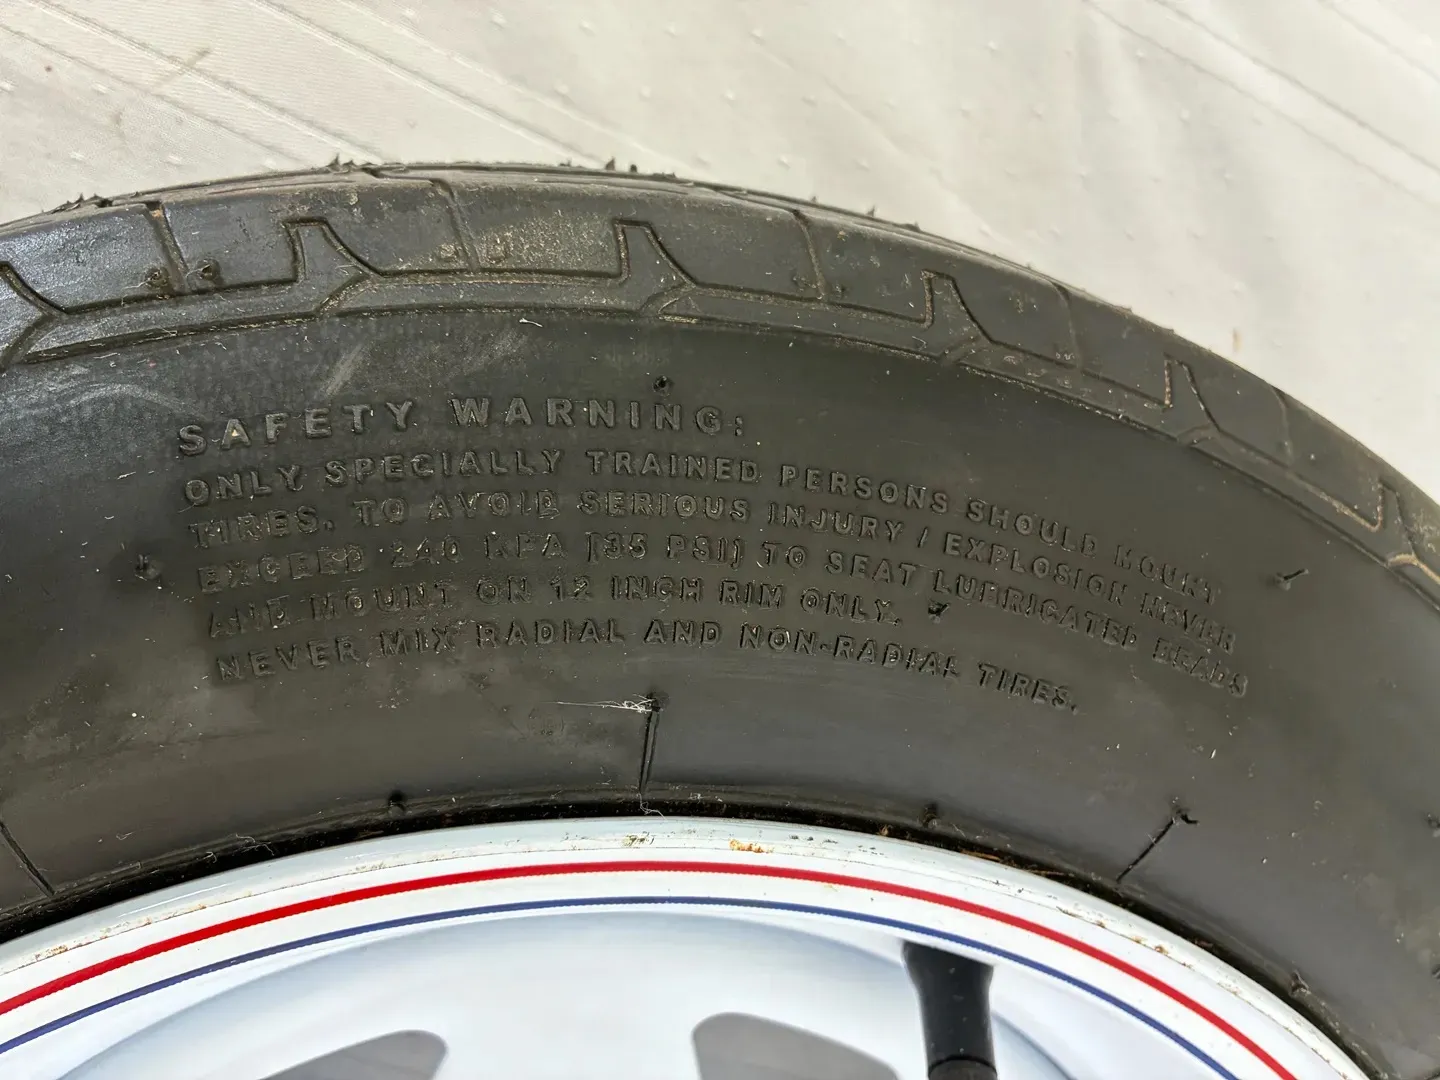 SAFETY WARNING:
ONLY SPECIALLY TRAINED PERSONS SHOULD MOUNT
TIRES. TO AVOID SERIOUS INJURY / EXPLOSION NEVER
EXCEED 240 KPA [35 PSI] TO SEAT LUBRICATED BEADS
AND MOUNT ON 12 INCH RIM ONLY.
NEVER MIX RADIAL AND NON-RADIAL TIRES.